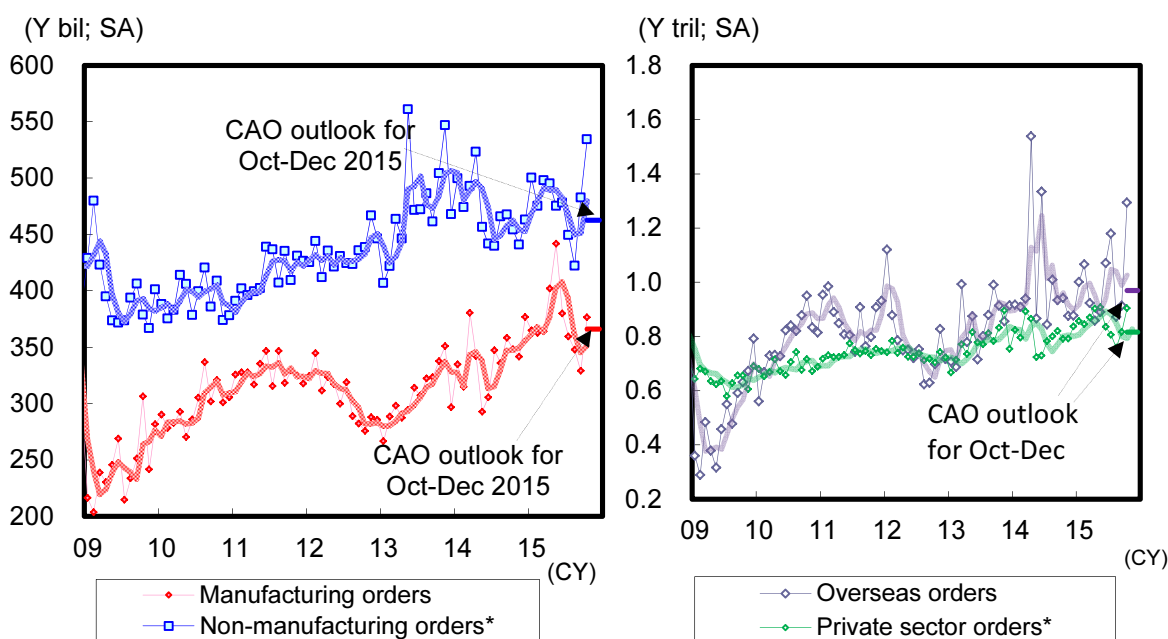 (Y bil; SA)
600
550
500
450
400
350
300
250
200
CAO outlook for
Oct-Dec 2015
CAO outlook for
Oct-Dec 2015
09 10 11 12 13 14 15
(CY)
Manufacturing orders
Non-manufacturing orders*
(Y tril; SA)
1.8
1.6
1.4
1.2
1.0
0.8
0.6
0.4
0.2
CAO outlook
for Oct-Dec
09 10 11 12 13 14 15
(CY)
Overseas orders
Private sector orders*